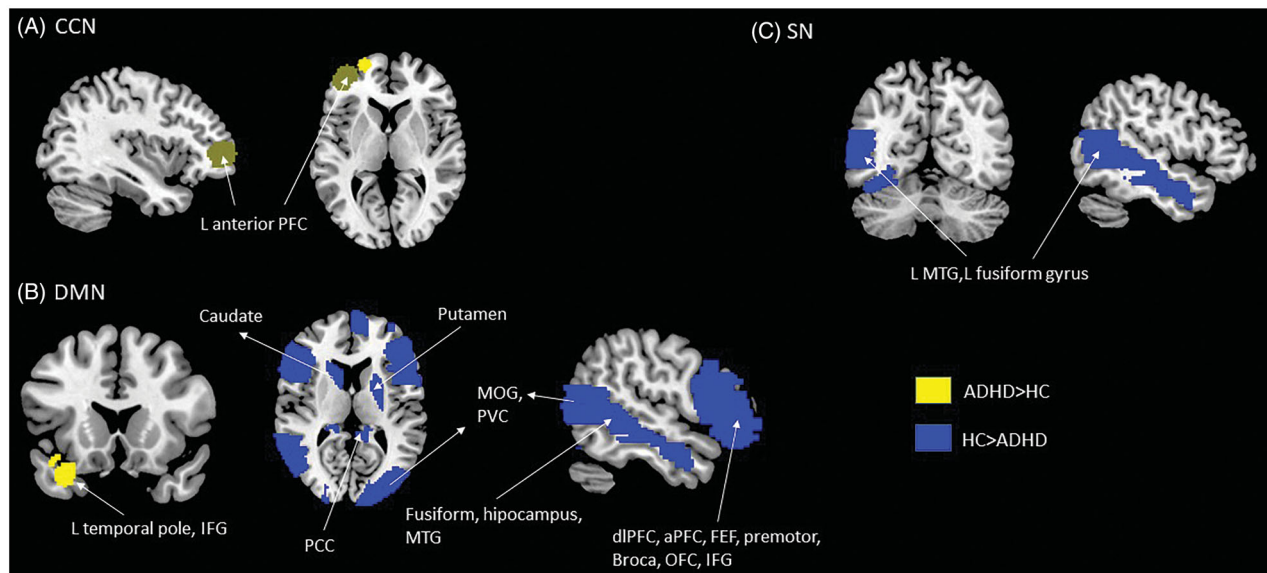 (A) CCN
L anterior PFC
(B) DMN
Caudate
Putamen
L temporal pole, IFG
PCC
MOG,
PVC
Fusiform, hipocampus,
MTG
dlPFC, aPFC, FEF, premotor,
Broca, OFC, IFG
(C) SN
L MTG,L fusiform gyrus
ADHD>HC
HC>ADHD